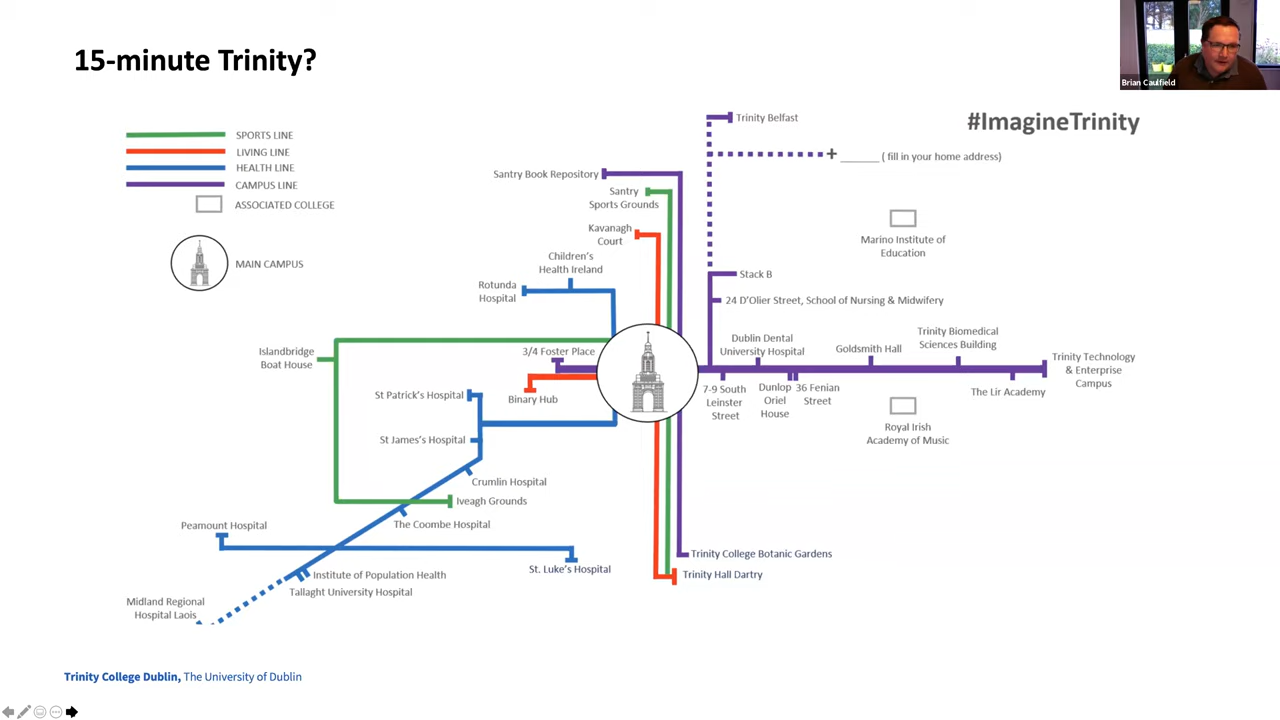 15-minute Trinity?
Brian Caulfield
#ImagineTrinity
SPORTS LINE
LIVING LINE
HEALTH LINE
CAMPUS LINE
ASSOCIATED COLLEGE
MAIN CAMPUS
Trinity Belfast
+ ______ ( fill in your home address)
Santry Book Repository
Santry
Sports Grounds
Kavanagh
Court
Children's
Health Ireland
Rotunda
Hospital
Marino Institute of
Education
Stack B
24 D'Olier Street, School of Nursing & Midwifery
Islandbridge
Boat House
3/4 Foster Place
Binary Hub
Dublin Dental
University Hospital
Goldsmith Hall
Trinity Biomedical
Sciences Building
Trinity Technology
& Enterprise
Campus
7-9 South
Leinster
Street
Dunlop
Oriel
House
36 Fenian
Street
The Lir Academy
Royal Irish
Academy of Music
St Patrick's Hospital
St James's Hospital
Crumlin Hospital
Iveagh Grounds
The Coombe Hospital
Peamount Hospital
St. Luke's Hospital
Institute of Population Health
Tallaght University Hospital
Midland Regional
Hospital Laois
Trinity College Botanic Gardens
Trinity Hall Dartry
Trinity College Dublin, The University of Dublin